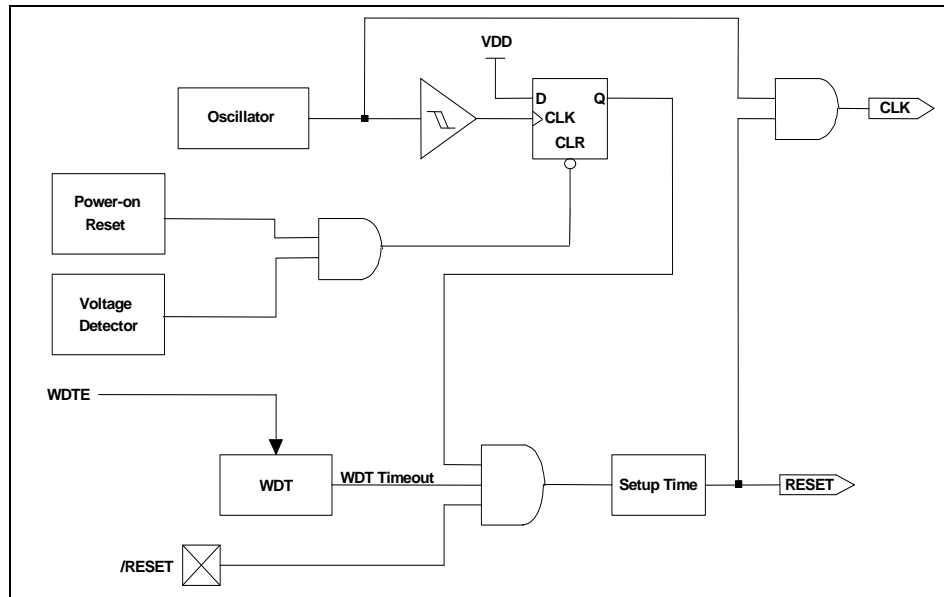 VDD
D
Q
CLK
CLR
Oscillator
CLK
Power-on
Reset
Voltage
Detector
WDTE
WDT
WDT Timeout
Setup Time
RESET
/RESET